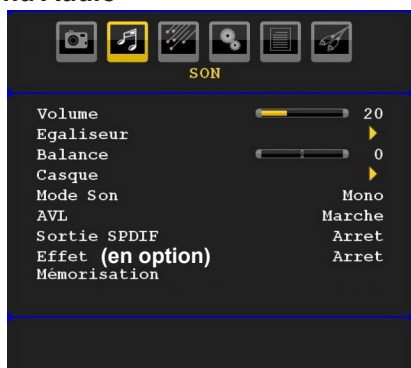 SON
Volume 20
Egaliseur
Balance 0
Casque
Mode Son Mono
AVL Marche
Sortie SPDIF Arret
Effet (en option) Arret
Mémorisation